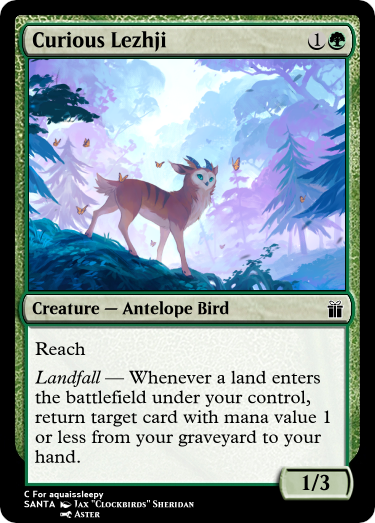 Curious Lezhji 1
Creature — Antelope Bird
Reach
Landfall — Whenever a land enters
the battlefield under your control,
return target card with mana value 1
or less from your graveyard to your
hand.
1/3
C For aquaissleepy
SANTA Jax "Clockbirds" Sheridan
Aster